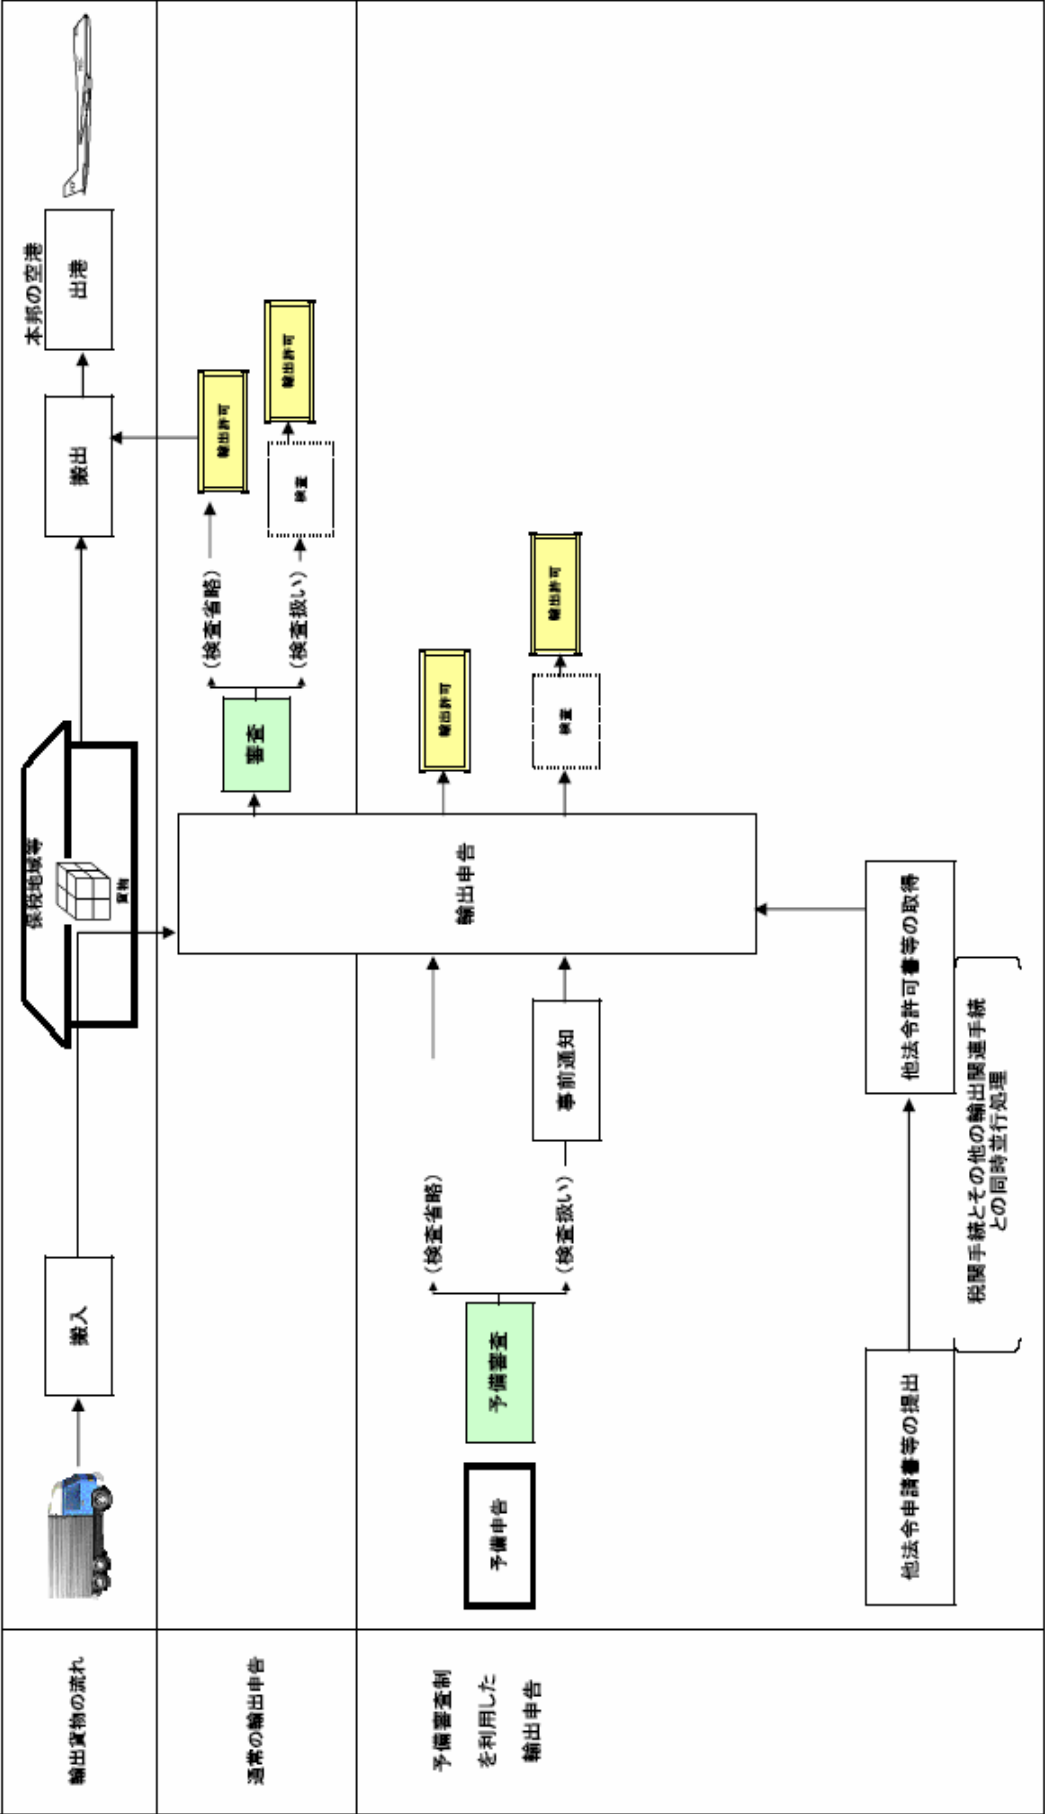 輸出貨物の流れ
搬入
保税地域等
貨物
搬出
本邦の空港
出港
通常の輸出申告
輸出申告
審査
（検査省略）
輸出許可
（検査扱い）
検査
輸出許可
予備審査制
を利用した
輸出申告
予備申告
予備審査
（検査省略）
（検査扱い）
事前通知
輸出許可
検査
輸出許可
他法令申請書等の提出
他法令許可書等の取得
税関手続とその他の輸出関連手続
との同時並行処理